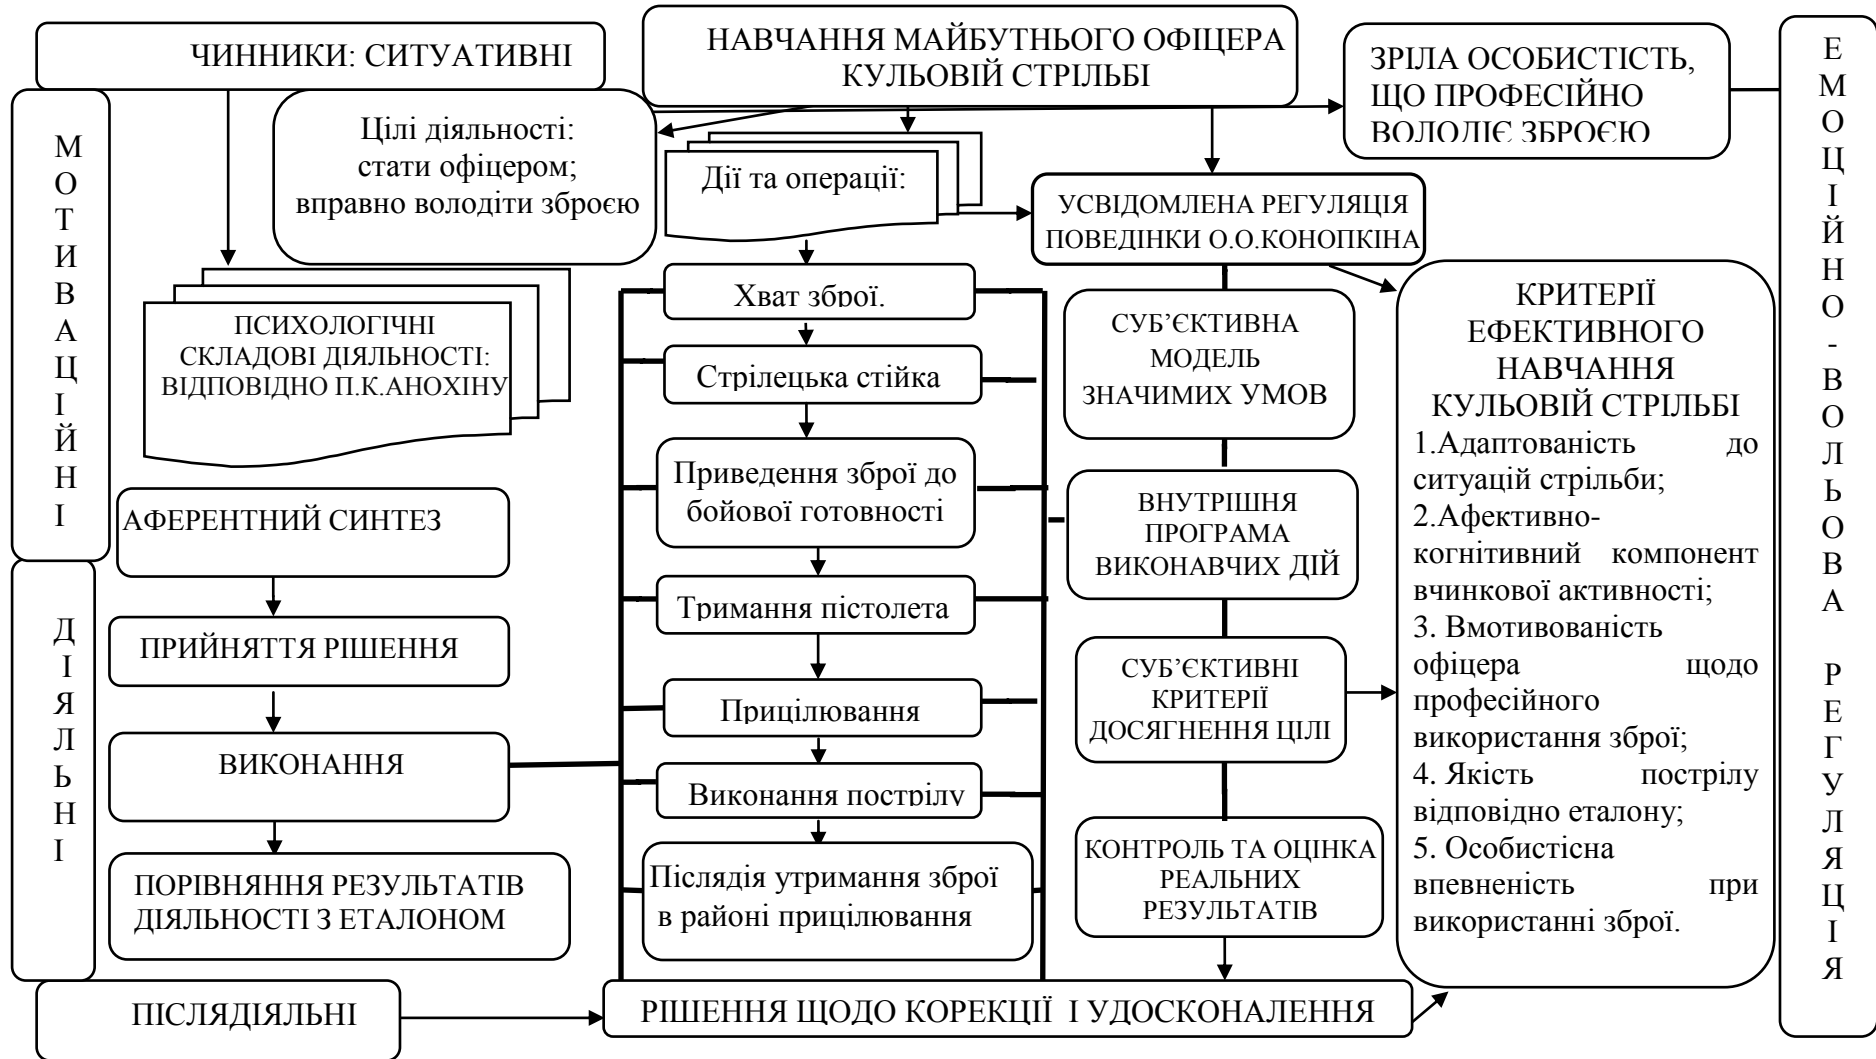 ЧИННИКИ: СИТУАТИВНІ
НАВЧАННЯ МАЙБУТНЬОГО ОФІЦЕРА
КУЛЬОВІЙ СТРІЛЬБІ
ЗРІЛА ОСОБИСТІСТЬ,
ЩО ПРОФЕСІЙНО
ВОЛОДІЄ ЗБРОЄЮ
ЕМОЦІЙНО-ВОЛЬОВА РЕГУЛЯЦІЯ
МОТИВАЦІЙНІ
Цілі діяльності:
стати офіцером;
вправно володіти зброєю
Дії та операції:
УСВІДОМЛЕНА РЕГУЛЯЦІЯ
ПОВЕДІНКИ О.О.КОНОПКІНА
ПСИХОЛОГІЧНІ
СКЛАДОВІ ДІЯЛЬНОСТІ:
ВІДПОВІДНО П.К.АНОХІНУ
АФЕРЕНТНИЙ СИНТЕЗ
ДІЯЛЬНІ
ПРИЙНЯТТЯ РІШЕННЯ
ВИКОНАННЯ
ПОРІВНЯННЯ РЕЗУЛЬТАТІВ
ДІЯЛЬНОСТІ З ЕТАЛОНОМ
Хват зброї.
Стрілецька стійка
Приведення зброї до
бойової готовності
Тримання пістолета
Прицілювання
Виконання пострілу
Післядія утримання зброї
в районі прицілювання
СУБ’ЄКТИВНА
МОДЕЛЬ
ЗНАЧИМИХ УМОВ
ВНУТРІШНЯ
ПРОГРАМА
ВИКОНАВЧИХ ДІЙ
СУБ’ЄКТИВНІ
КРИТЕРІЇ
ДОСЯГНЕННЯ ЦІЛІ
КОНТРОЛЬ ТА ОЦІНКА
РЕАЛЬНИХ
РЕЗУЛЬТАТІВ
КРИТЕРІЇ
ЕФЕКТИВНОГО
НАВЧАННЯ
КУЛЬОВІЙ СТРІЛЬБІ
1.Адаптованість до
ситуацій стрільби;
2.Афективно-
когнітивний компонент
вчинкової активності;
3. Вмотивованість
офіцера щодо
професійного
використання зброї;
4. Якість пострілу
відповідно еталону;
5. Особистісна
впевненість при
використанні зброї.
ПІСЛЯДІЯЛЬНІ
РІШЕННЯ ЩОДО КОРЕКЦІЇ І УДОСКОНАЛЕННЯ